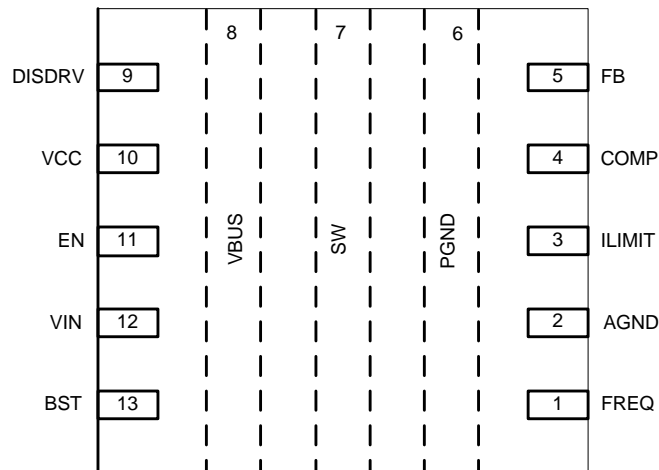 8 7 6
DISDRV 9 5 FB
VCC 10 4 COMP
EN 11 VBUS SW PGND 3 ILIMIT
VIN 12 2 AGND
BST 13 1 FREQ